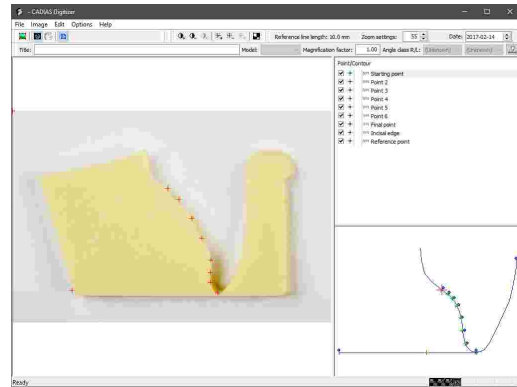 -- CADIAS Digitizer
File Image Edit Options Help
Reference line length: 10.0 mm Zoom settings: 55 Date: 2017-02-14
Title: Model: Magnification factor: 1.00 Angle class R/L: (Unknown) (Unknown)
Point/Contour
Starting point
Point 2
Point 3
Point 4
Point 5
Point 6
Final point
Incisal edge
Reference point
Ready